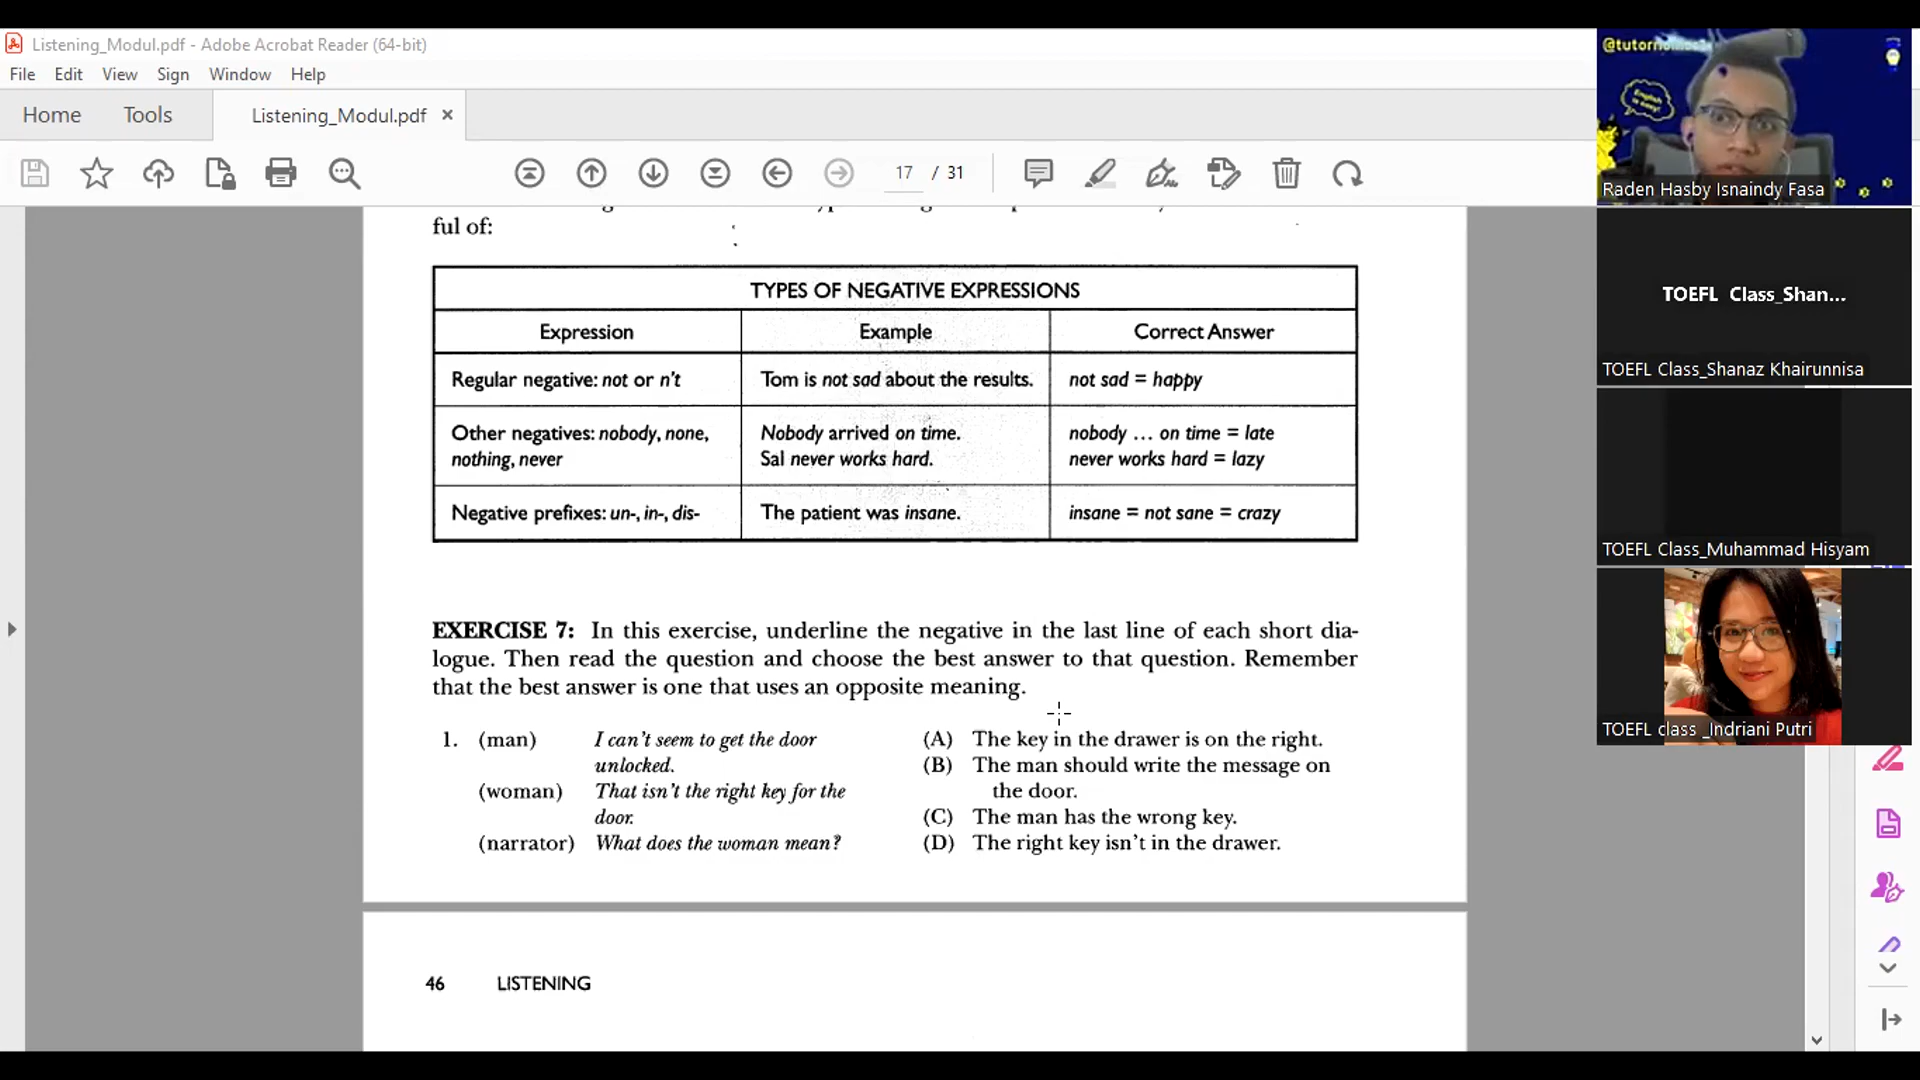 Listening_Modul.pdf - Adobe Acrobat Reader (64-bit)
File Edit View Sign Window Help
Home Tools Listening_Modul.pdf ×
17 / 31
ful of:
TYPES OF NEGATIVE EXPRESSIONS
Expression Example Correct Answer
Regular negative: not or n't Tom is not sad about the results. not sad = happy
Other negatives: nobody, none, Nobody arrived on time. nobody ... on time = late
nothing, never Sal never works hard. never works hard = lazy
Negative prefixes: un-, in-, dis- The patient was insane. insane = not sane = crazy
EXERCISE 7: In this exercise, underline the negative in the last line of each short dia-
logue. Then read the question and choose the best answer to that question. Remember
that the best answer is one that uses an opposite meaning.
1. (man) I can't seem to get the door
unlocked.
(woman) That isn't the right key for the
door.
(narrator) What does the woman mean?
(A) The key in the drawer is on the right.
(B) The man should write the message on
the door.
(C) The man has the wrong key.
(D) The right key isn't in the drawer.
46 LISTENING
English is easy!
Raden Hasby Isnaindy Fasa
TOEFL Class_Shan...
TOEFL Class_Shanaz Khairunnisa
TOEFL Class_Muhammad Hisyam
TOEFL class _Indriani Putri